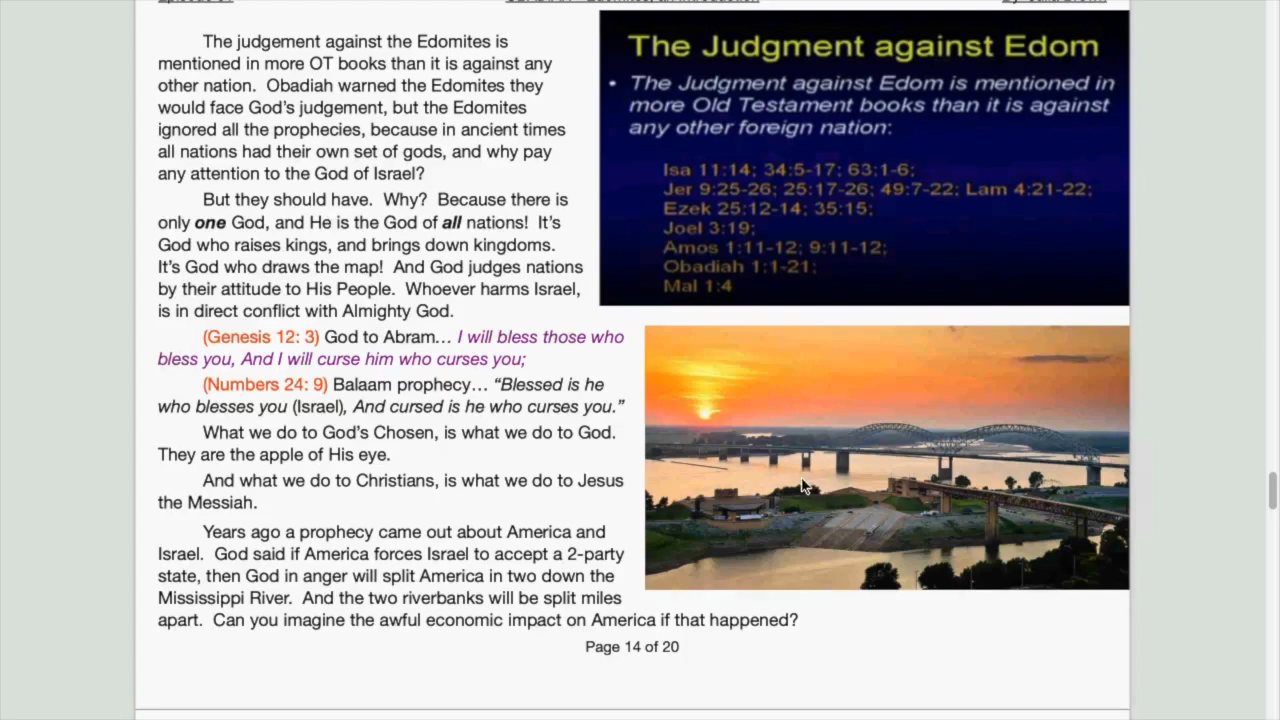 The judgement against the Edomites is
mentioned in more OT books than it is against any
other nation.  Obadiah warned the Edomites they
would face God's judgement, but the Edomites
ignored all the prophecies, because in ancient times
all nations had their own set of gods, and why pay
any attention to the God of Israel?
But they should have.  Why?  Because there is
only one God, and He is the God of all nations!  It's
God who raises kings, and brings down kingdoms.
It's God who draws the map!  And God judges nations
by their attitude to His People.  Whoever harms Israel,
is in direct conflict with Almighty God.
(Genesis 12: 3) God to Abram… I will bless those who
bless you, And I will curse him who curses you;
(Numbers 24: 9) Balaam prophecy… “Blessed is he
who blesses you (Israel), And cursed is he who curses you.”
What we do to God's Chosen, is what we do to God.
They are the apple of His eye.
And what we do to Christians, is what we do to Jesus
the Messiah.
Years ago a prophecy came out about America and
Israel.  God said if America forces Israel to accept a 2-party
state, then God in anger will split America in two down the
Mississippi River.  And the two riverbanks will be split miles
apart.  Can you imagine the awful economic impact on America if that happened?
The Judgment against Edom
• The Judgment against Edom is mentioned in
more Old Testament books than it is against
any other foreign nation:
Isa 11:14; 34:5-17; 63:1-6;
Jer 9:25-26; 25:17-26; 49:7-22; Lam 4:21-22;
Ezek 25:12-14; 35:15;
Joel 3:19;
Amos 1:11-12; 9:11-12;
Obadiah 1:1-21;
Mal 1:4
Page 14 of 20